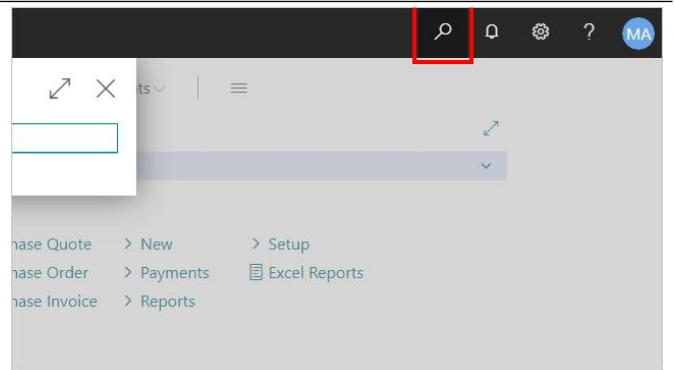 MA
ts
hase Quote > New > Setup
hase Order > Payments Excel Reports
hase Invoice > Reports